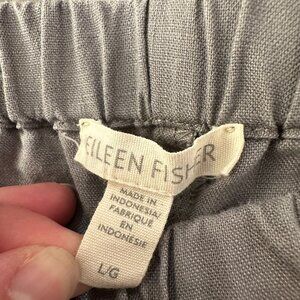 EILEEN FISHER
MADE IN
INDONESIA/
FABRIQUÉ
EN
INDONÉSIE
L/G